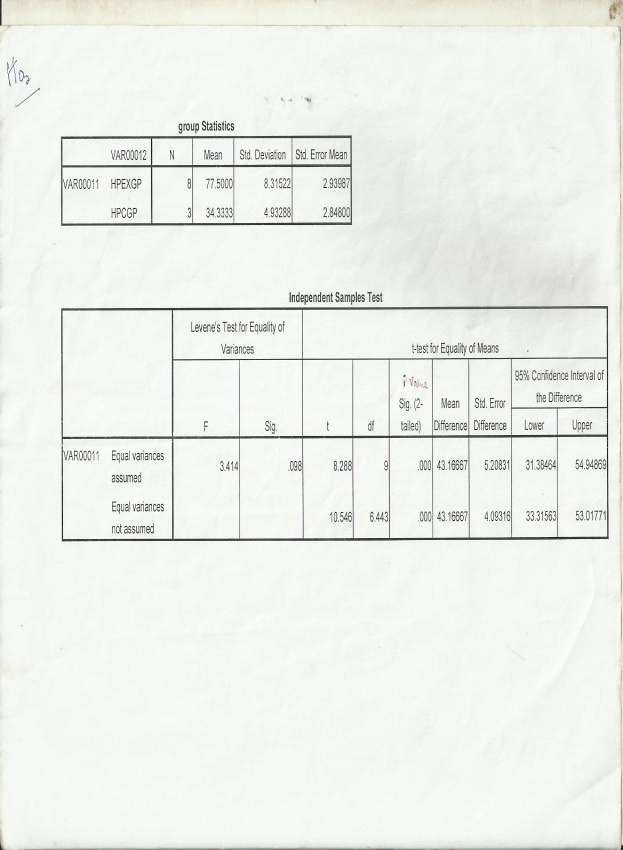 Ho₂
group Statistics
VAR00012 N Mean Std. Deviation Std. Error Mean
VAR00011 HPEXGP 8 77.5000 8.31522 2.93987
HPCGP 3 34.3333 4.93288 2.84800
Independent Samples Test
Levene's Test for Equality of
Variances
t-test for Equality of Means
F
Sig.
t
df
Value
Sig. (2-
tailed)
Mean
Difference
Std. Error
Difference
95% Confidence Interval of
the Difference
Lower Upper
VAR00011 Equal variances
assumed
3.414 .098 8.288 9 .000 43.16667 5.20831 31.38464 54.94869
Equal variances
not assumed
10.546 6.443 .000 43.16667 4.09316 33.31563 53.01771